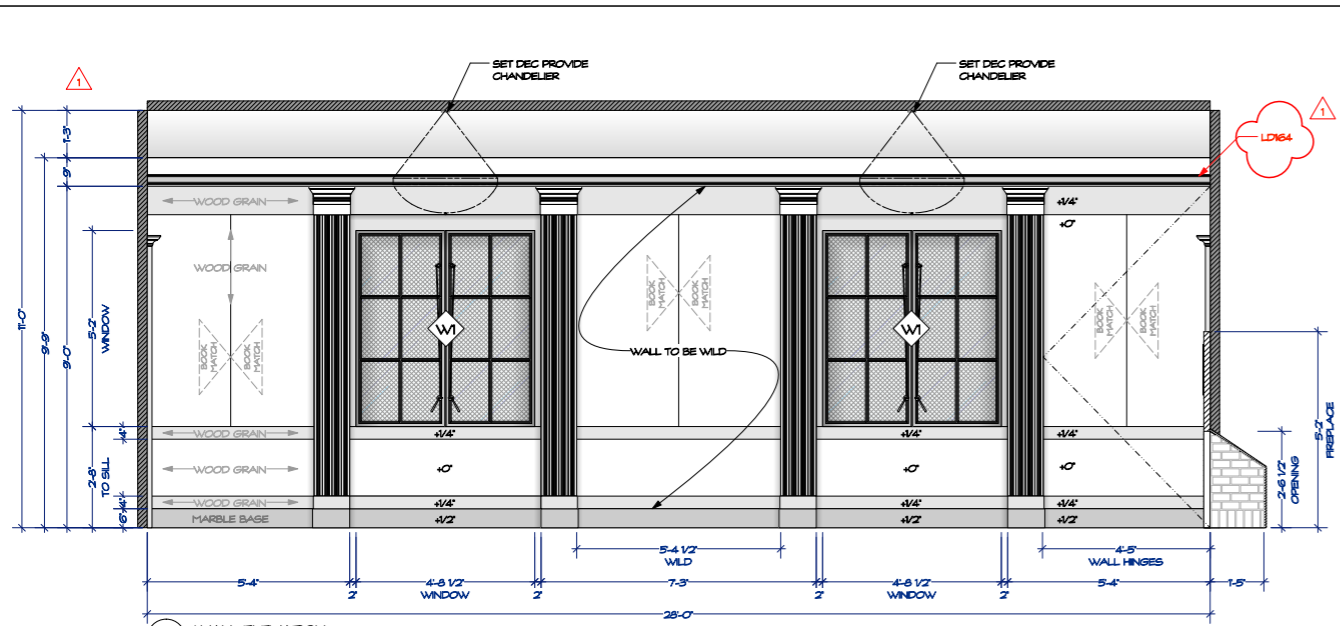 SET DEC PROVIDE
CHANDELIER
SET DEC PROVIDE
CHANDELIER
1
1
LD164
1'-3"
9"
11'-0"
9'-9"
9'-0"
5'-2"
WINDOW
2'-8"
TO SILL
4"
4"
6"
WOOD GRAIN
WOOD GRAIN
BOOK
MATCH
BOOK
MATCH
WOOD GRAIN
WOOD GRAIN
WOOD GRAIN
MARBLE BASE
W1
+1/4"
+0"
+1/4"
+1/2"
BOOK
MATCH
BOOK
MATCH
WALL TO BE WILD
W1
+1/4"
+0"
+1/4"
+1/2"
+1/4"
+0"
BOOK
MATCH
BOOK
MATCH
+1/4"
+0"
+1/4"
+1/2"
5'-2"
FIREPLACE
2'-6 1/2"
OPENING
5'-4 1/2"
WILD
4'-5"
WALL HINGES
5'-4"
2"
4'-8 1/2"
WINDOW
2"
7'-3"
2"
4'-8 1/2"
WINDOW
2"
5'-4"
1'-5"
28'-0"